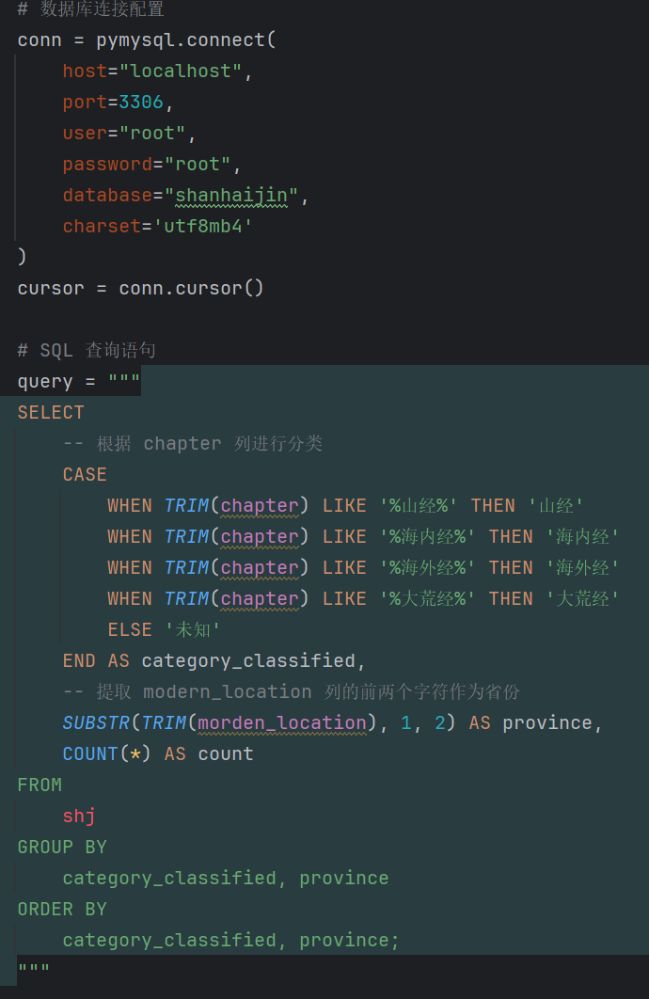 # 数据库连接配置
conn = pymysql.connect(
    host="localhost",
    port=3306,
    user="root",
    password="root",
    database="shanhaijin",
    charset='utf8mb4'
)
cursor = conn.cursor()

# SQL 查询语句
query = """
SELECT
    -- 根据 chapter 列进行分类
    CASE
        WHEN TRIM(chapter) LIKE '%山经%' THEN '山经'
        WHEN TRIM(chapter) LIKE '%海内经%' THEN '海内经'
        WHEN TRIM(chapter) LIKE '%海外经%' THEN '海外经'
        WHEN TRIM(chapter) LIKE '%大荒经%' THEN '大荒经'
        ELSE '未知'
    END AS category_classified,
    -- 提取 modern_location 列的前两个字符作为省份
    SUBSTR(TRIM(morden_location), 1, 2) AS province,
    COUNT(*) AS count
FROM
    shj
GROUP BY
    category_classified, province
ORDER BY
    category_classified, province;
"""